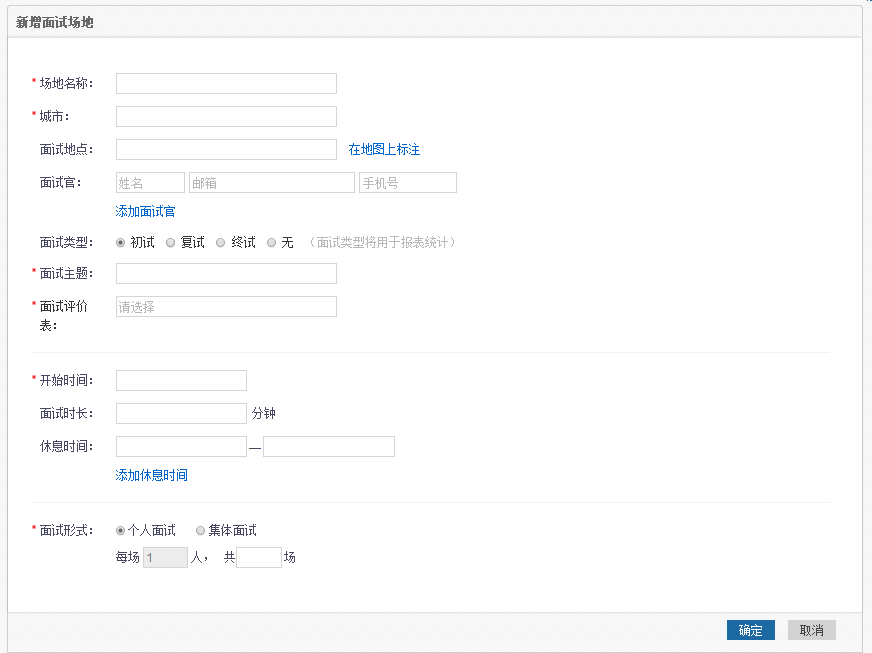 新增面试场地
* 场地名称：
* 城市：
面试地点： 在地图上标注
面试官： 姓名 邮箱 手机号
添加面试官
面试类型： 初试 复试 终试 无 （面试类型将用于报表统计）
* 面试主题：
* 面试评价 请选择
表：
* 开始时间：
面试时长： 分钟
休息时间： —
添加休息时间
* 面试形式： 个人面试 集体面试
每场 1 人， 共 场
确定 取消